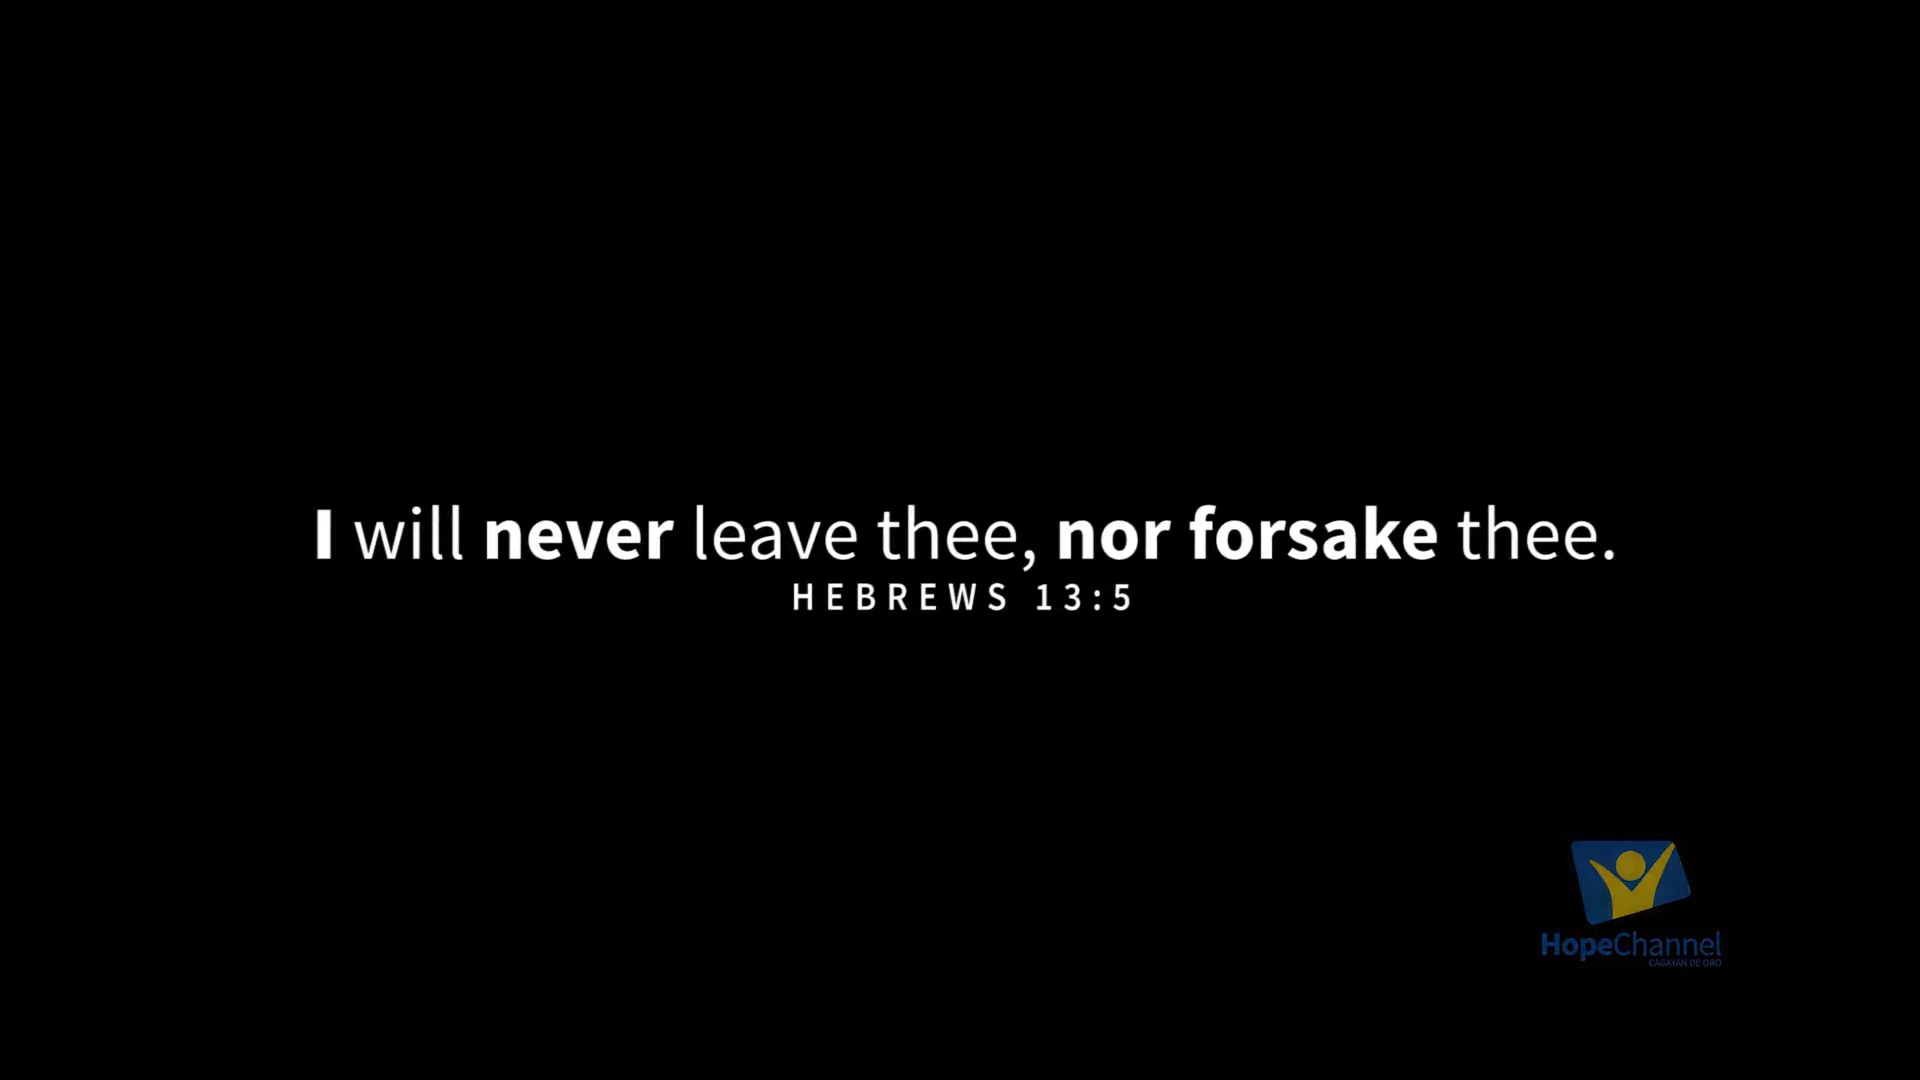 I will never leave thee, nor forsake thee.
HEBREWS 13:5
HopeChannel
CAGAYAN DE ORO